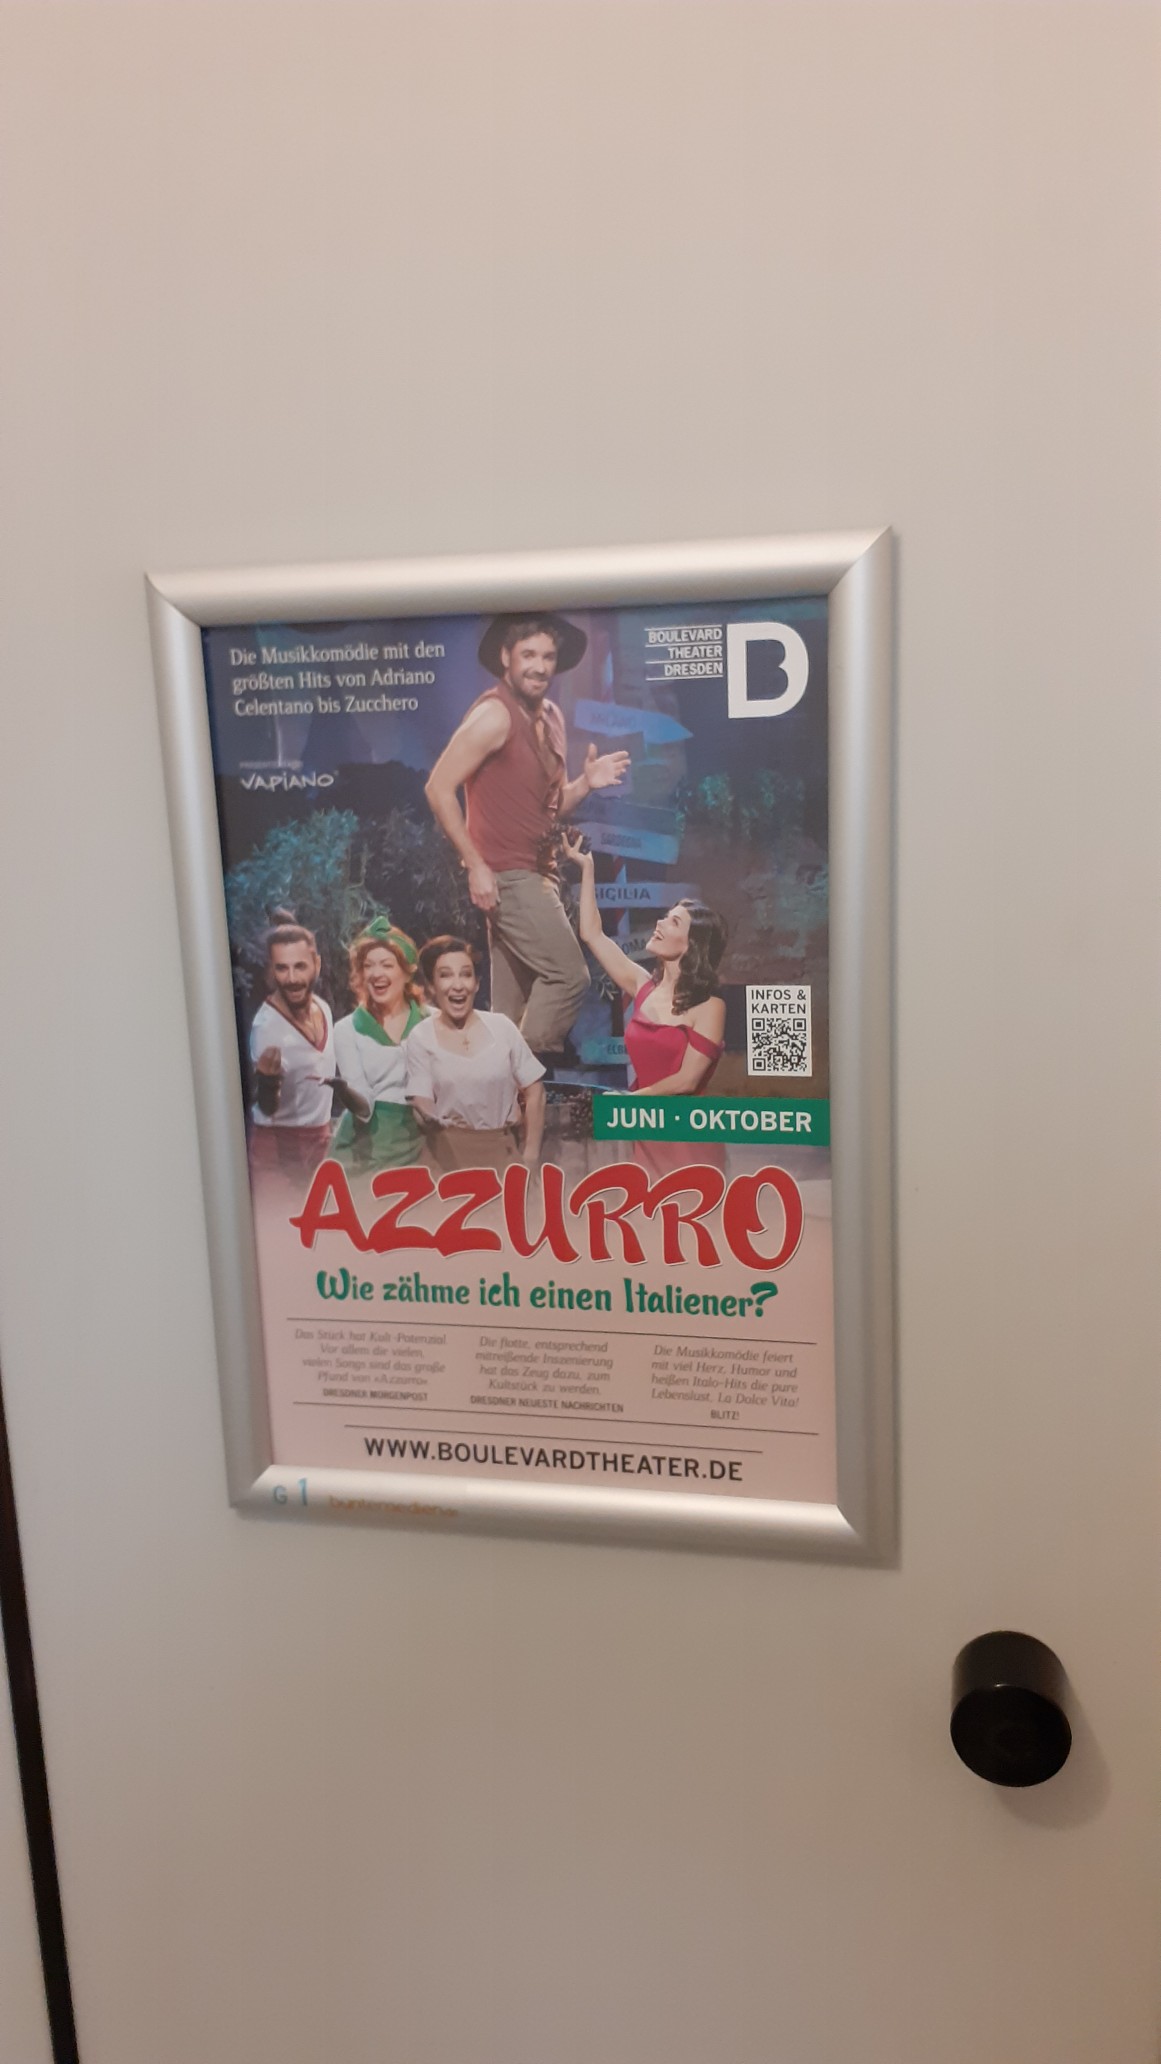 Die Musikkomödie mit den
größten Hits von Adriano
Celentano bis Zucchero
VAPIANO
BOULEVARD
THEATER
DRESDEN
B
MILANO
SICILIA
INFOS &
KARTEN
JUNI · OKTOBER
AZZURRO
Wie zähme ich einen Italiener?
Das Stück hat Kult-Potenzial
Vor allem die vielen,
vielen Songs sind das große
Pfund von »Azzurro«
DRESDNER MORGENPOST
Die flotte, entsprechend
mitreißende Inszenierung
hat das Zeug dazu, zum
Kultstück zu werden.
DRESDNER NEUESTE NACHRICHTEN
Die Musikkomödie feiert
mit viel Herz, Humor und
heißen Italo-Hits die pure
Lebenslust, La Dolce Vita!
BLITZ!
WWW.BOULEVARDTHEATER.DE
G 1